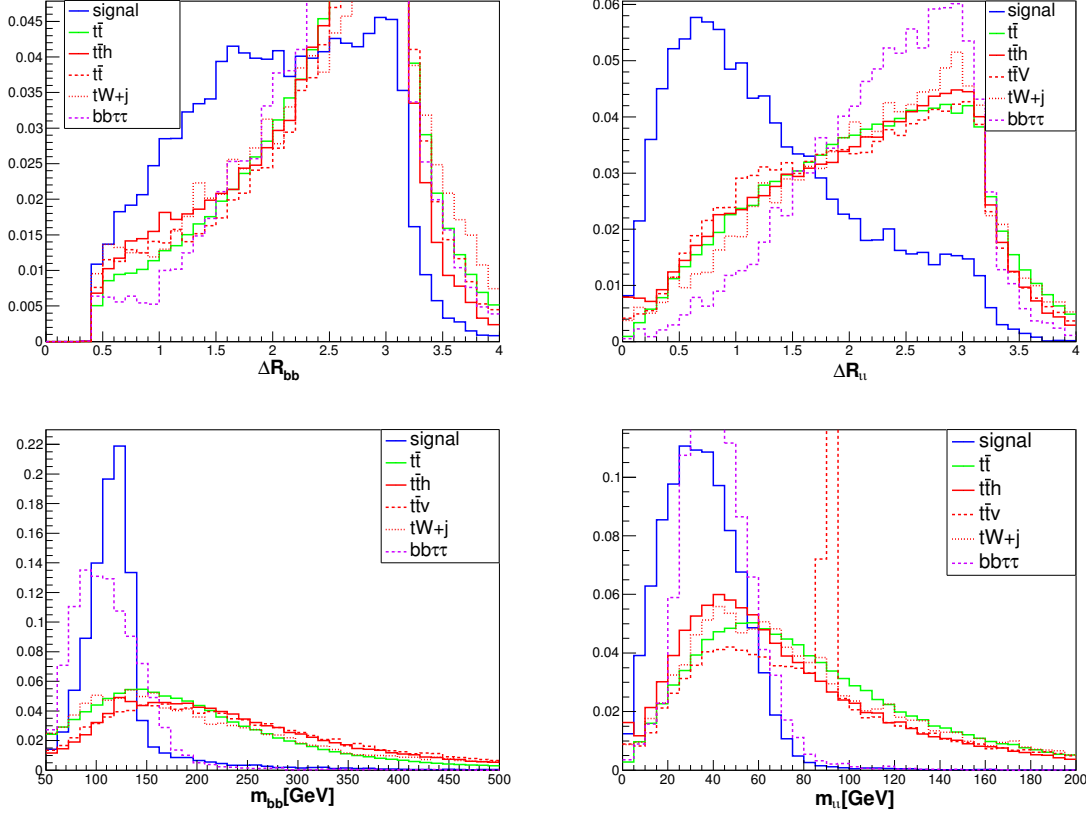 signal
tt̄
tt̄h
tt̄
tW+j
bbττ
0.045
0.04
0.035
0.03
0.025
0.02
0.015
0.01
0.005
0
0 0.5 1 1.5 2 2.5 3 3.5 4
ΔR_bb
signal
tt̄
tt̄h
tt̄V
tW+j
bbττ
0.06
0.05
0.04
0.03
0.02
0.01
0
0 0.5 1 1.5 2 2.5 3 3.5 4
ΔR_ιι
signal
tt̄
tt̄h
tt̄v
tW+j
bbττ
0.22
0.2
0.18
0.16
0.14
0.12
0.1
0.08
0.06
0.04
0.02
0
100 150 200 250 300 350 400 450 500
m_bb[GeV]
signal
tt̄
tt̄h
tt̄v
tW+j
bbττ
0.1
0.08
0.06
0.04
0.02
0
0 20 40 60 80 100 120 140 160 180 200
m_ιι[GeV]